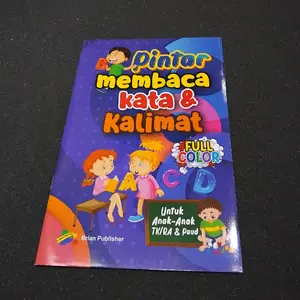 Pintar
membaca
kata &
Kalimat
FULL
COLOR
A C D
Untuk
Anak-Anak
TK/RA & Paud
Brian Publisher